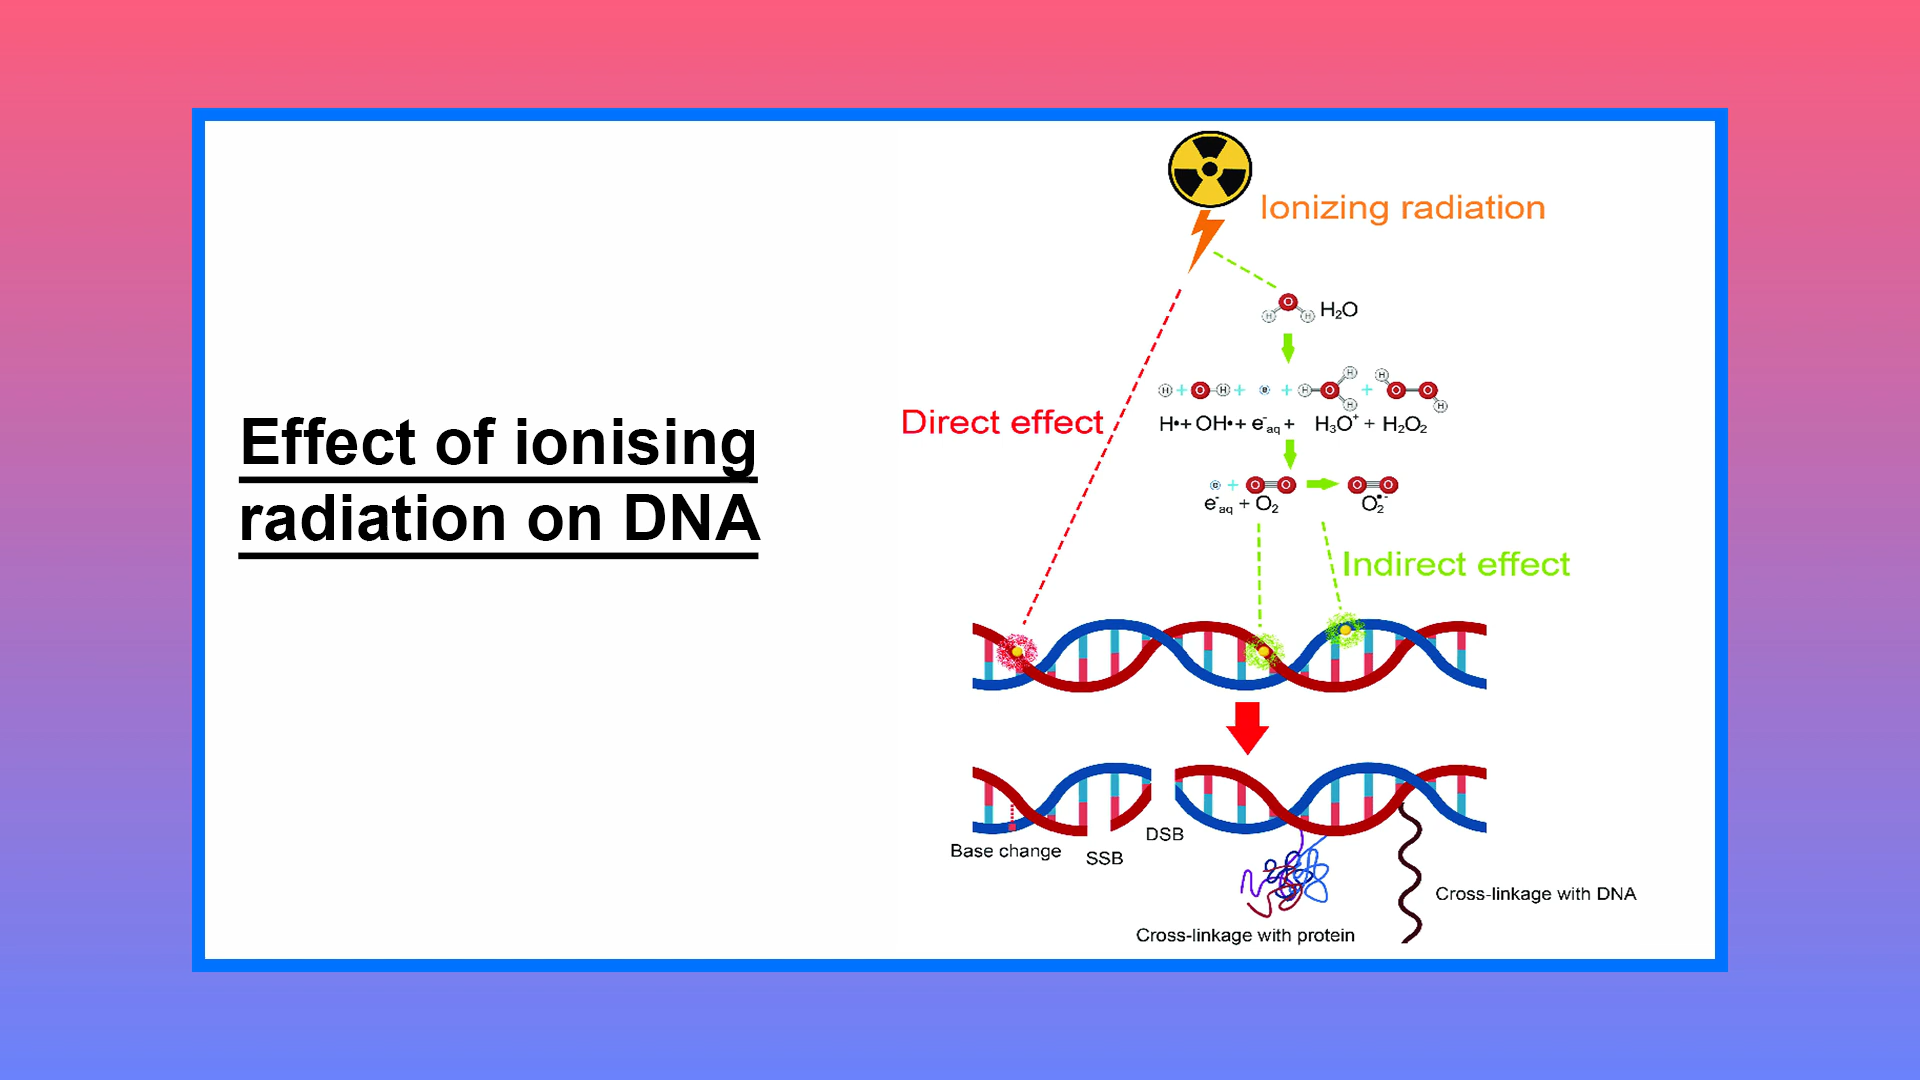 Effect of ionising
radiation on DNA
Ionizing radiation
H H O H₂O
H + O H + e + H O H H + H O O H
Direct effect
H•+ OH•+ e⁻aq + H₃O⁺ + H₂O₂
e + O O O O
e⁻aq + O₂ O₂•⁻
Indirect effect
Base change
SSB
DSB
Cross-linkage with DNA
Cross-linkage with protein